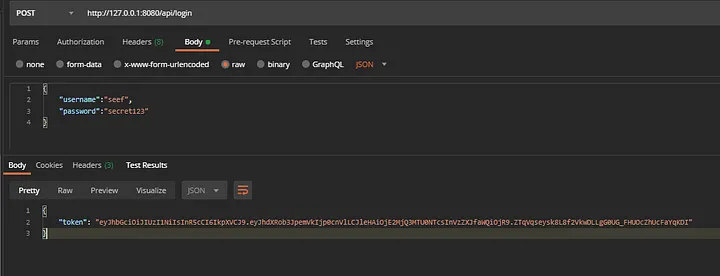 POST http://127.0.0.1:8080/api/login
Params Authorization Headers (8) Body Pre-request Script Tests Settings
none form-data x-www-form-urlencoded raw binary GraphQL JSON
1 {
2 "username":"seef",
3 "password":"secret123"
4 }
Body Cookies Headers (3) Test Results
Pretty Raw Preview Visualize JSON
1 {
2 "token": "eyJhbGciOiJIUzI1NiIsInR5cCI6IkpXVCJ9.eyJhdXRob3JpemVkIjp0cnVlLCJleHAiOjE2MjQ3MTU0NTcsInVzZXJfaWQiOjR9.ZTqVqseysk8L8f2VkwDLLgG0UG_FHUOcZhUcFaYqKDI"
3 }